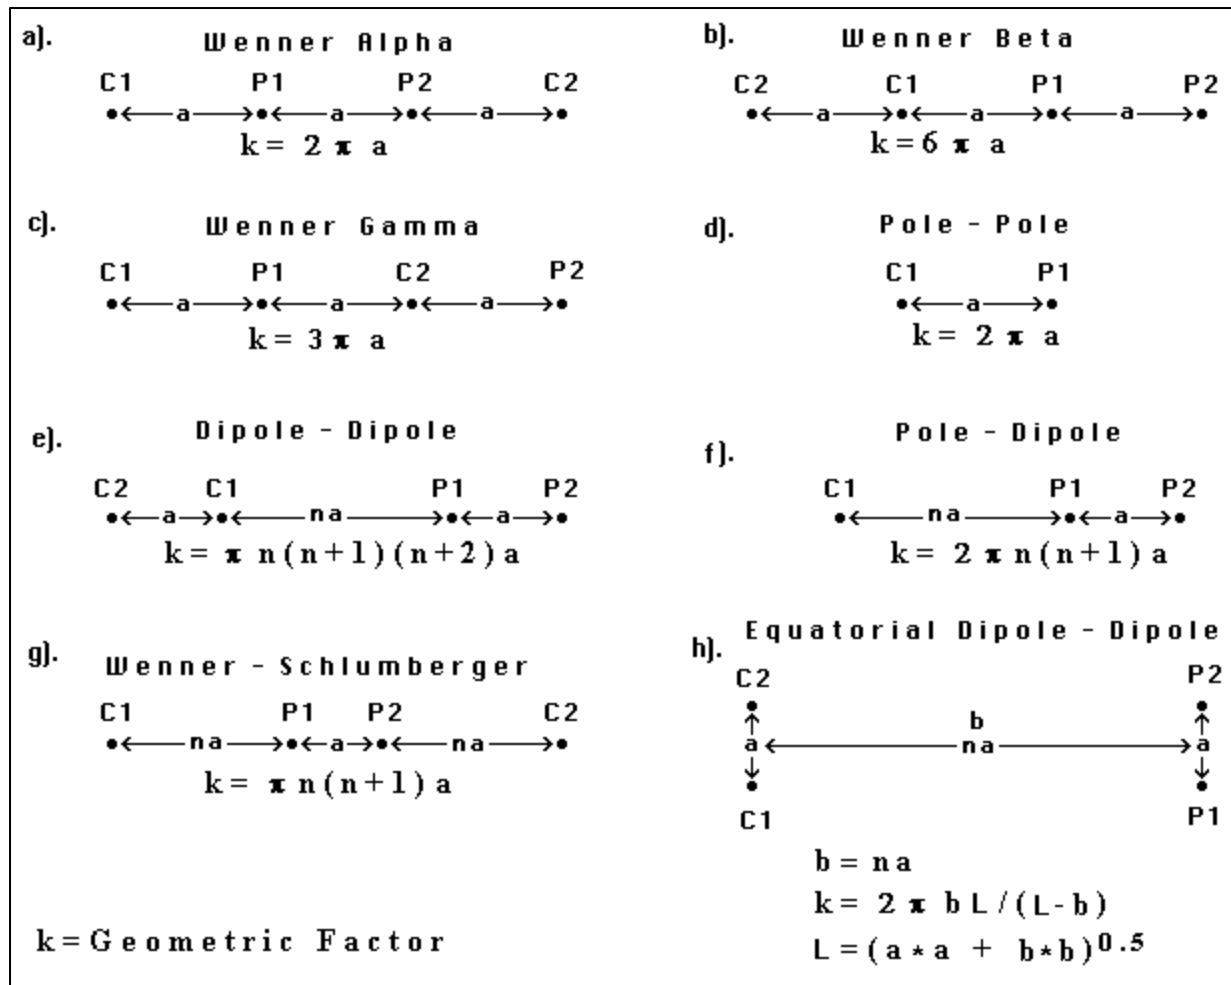 a). Wenner Alpha
C1 P1 P2 C2
a a a
k = 2 π a
b). Wenner Beta
C2 C1 P1 P2
a a a
k = 6 π a
c). Wenner Gamma
C1 P1 C2 P2
a a a
k = 3 π a
d). Pole - Pole
C1 P1
a
k = 2 π a
e). Dipole - Dipole
C2 C1 P1 P2
a na a
k = π n(n+1)(n+2)a
f). Pole - Dipole
C1 P1 P2
na a
k = 2 π n(n+1)a
g). Wenner - Schlumberger
C1 P1 P2 C2
na a na
k = π n(n+1)a
h). Equatorial Dipole - Dipole
C2 P2
b
a na a
C1 P1
b = na
k = 2 π bL/(L-b)
L = (a*a + b*b)^0.5
k = Geometric Factor